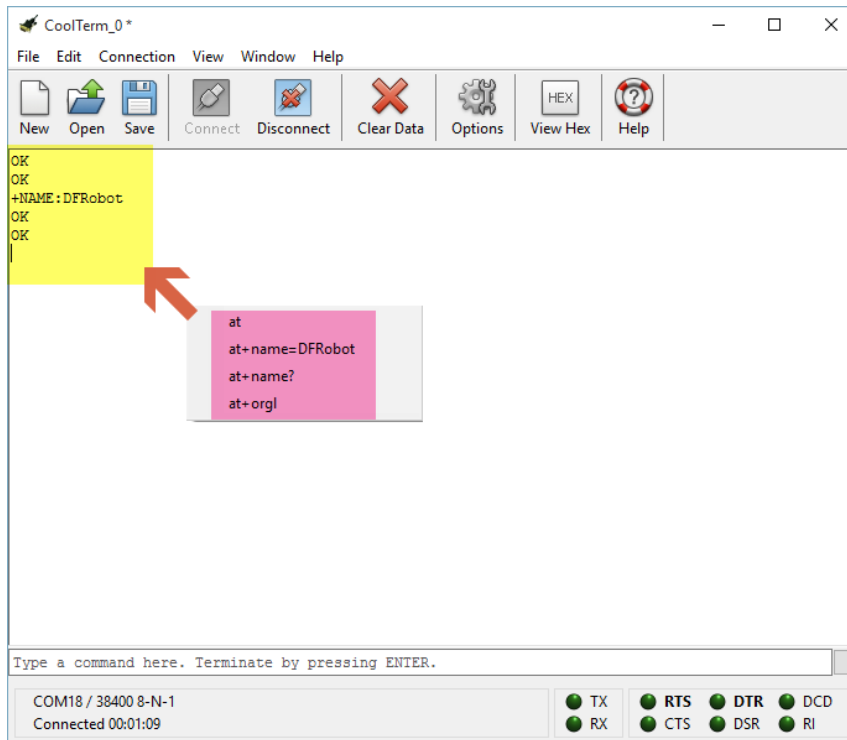 CoolTerm_0 *
File Edit Connection View Window Help
New Open Save Connect Disconnect Clear Data Options HEX View Hex ? Help
OK
OK
+NAME:DFRobot
OK
OK
at
at+name=DFRobot
at+name?
at+orgl
Type a command here. Terminate by pressing ENTER.
COM18 / 38400 8-N-1 TX RTS DTR DCD
Connected 00:01:09 RX CTS DSR RI